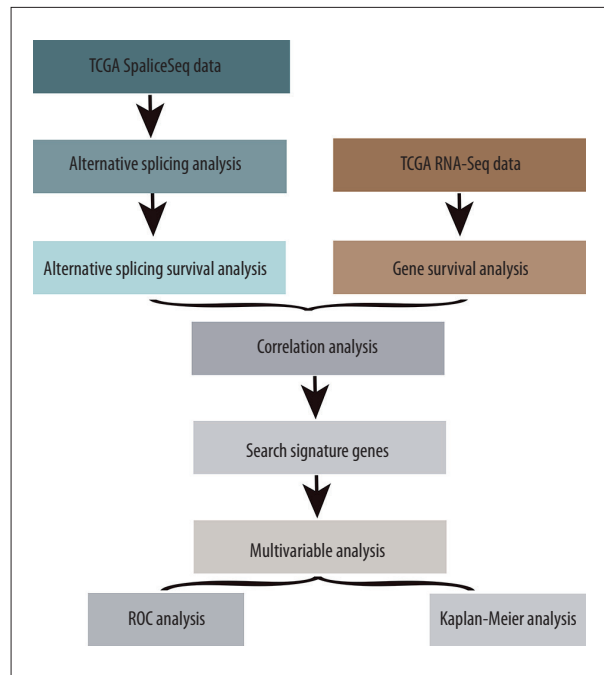 TCGA SpaliceSeq data
Alternative splicing analysis
TCGA RNA-Seq data
Alternative splicing survival analysis
Gene survival analysis
Correlation analysis
Search signature genes
Multivariable analysis
ROC analysis
Kaplan-Meier analysis